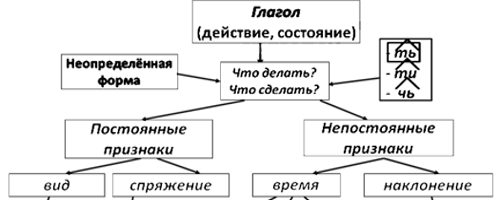 Глагол
(действие, состояние)
Неопределённая
форма
Что делать?
Что сделать?
- ть
- ти
- чь
Постоянные
признаки
Непостоянные
признаки
вид
спряжение
время
наклонение